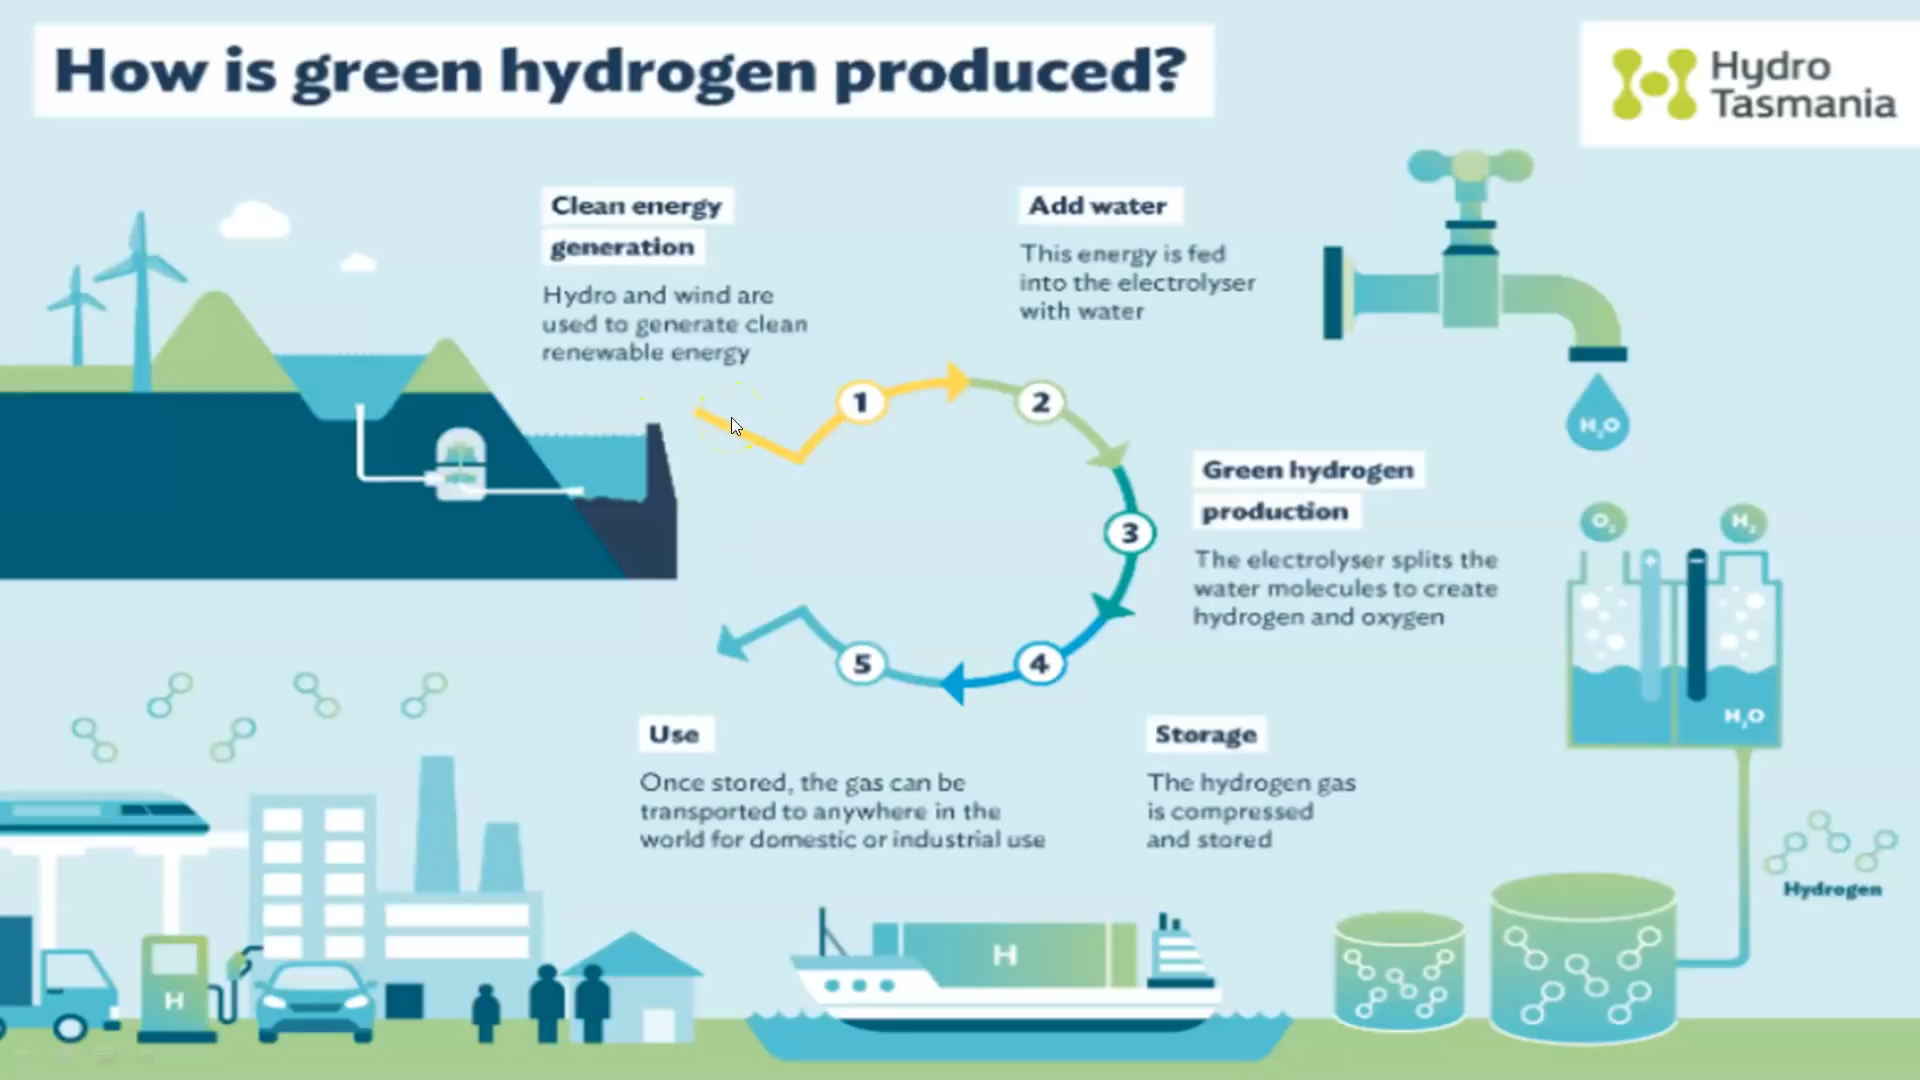 How is green hydrogen produced?
Hydro
Tasmania
Clean energy
generation
Hydro and wind are
used to generate clean
renewable energy
Add water
This energy is fed
into the electrolyser
with water
H₂O
1
2
3
4
5
Green hydrogen
production
The electrolyser splits the
water molecules to create
hydrogen and oxygen
O₂
H₂
+
−
H₂O
Use
Once stored, the gas can be
transported to anywhere in the
world for domestic or industrial use
Storage
The hydrogen gas
is compressed
and stored
Hydrogen
H
H